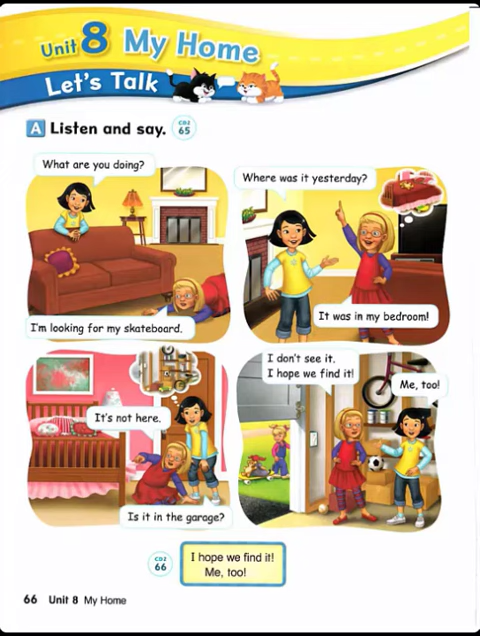 Unit 8 My Home
Let's Talk
A Listen and say. CD2 65
What are you doing?
I'm looking for my skateboard.
Where was it yesterday?
It was in my bedroom!
It's not here.
Is it in the garage?
I don't see it.
I hope we find it!
Me, too!
CD2 66
I hope we find it!
Me, too!
66 Unit 8 My Home